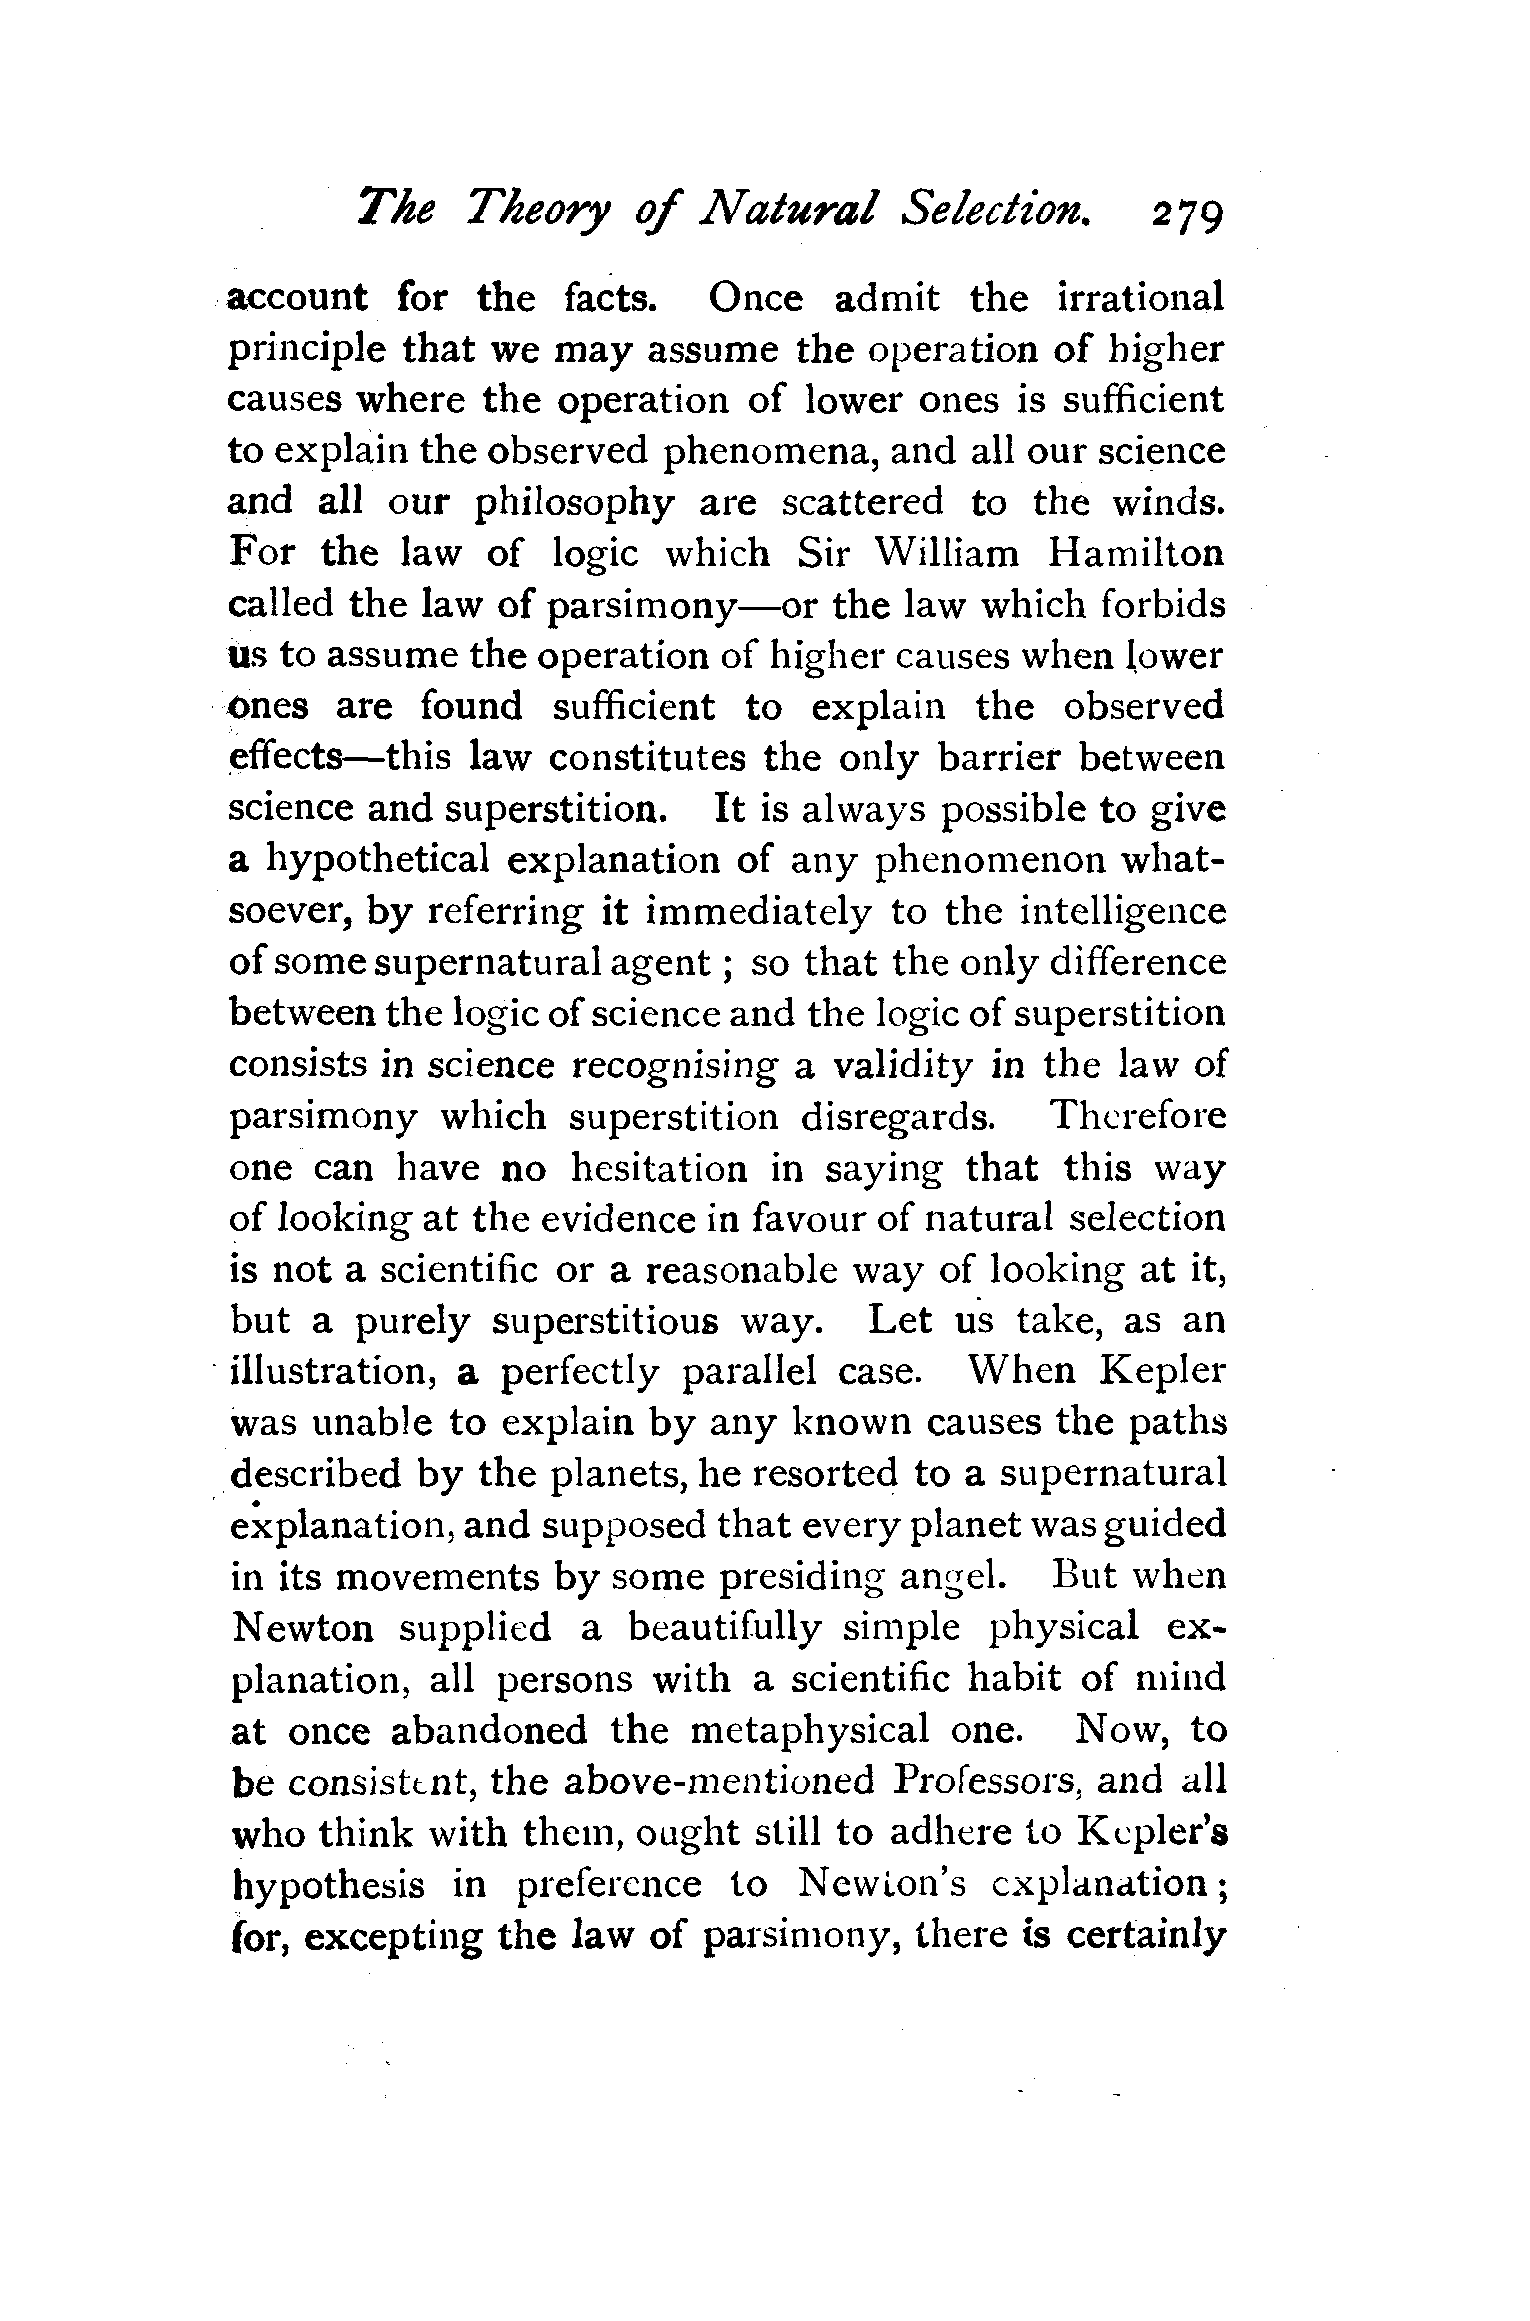 The Theory of Natural Selection. 279
account for the facts. Once admit the irrational
principle that we may assume the operation of higher
causes where the operation of lower ones is sufficient
to explain the observed phenomena, and all our science
and all our philosophy are scattered to the winds.
For the law of logic which Sir William Hamilton
called the law of parsimony—or the law which forbids
us to assume the operation of higher causes when lower
ones are found sufficient to explain the observed
effects—this law constitutes the only barrier between
science and superstition. It is always possible to give
a hypothetical explanation of any phenomenon what-
soever, by referring it immediately to the intelligence
of some supernatural agent ; so that the only difference
between the logic of science and the logic of superstition
consists in science recognising a validity in the law of
parsimony which superstition disregards. Therefore
one can have no hesitation in saying that this way
of looking at the evidence in favour of natural selection
is not a scientific or a reasonable way of looking at it,
but a purely superstitious way. Let us take, as an
illustration, a perfectly parallel case. When Kepler
was unable to explain by any known causes the paths
described by the planets, he resorted to a supernatural
explanation, and supposed that every planet was guided
in its movements by some presiding angel. But when
Newton supplied a beautifully simple physical ex-
planation, all persons with a scientific habit of mind
at once abandoned the metaphysical one. Now, to
be consistent, the above-mentioned Professors, and all
who think with them, ought still to adhere to Kepler's
hypothesis in preference to Newton's explanation ;
for, excepting the law of parsimony, there is certainly